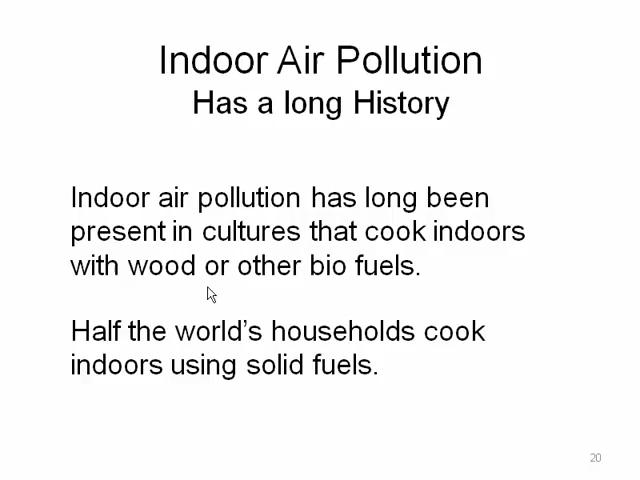 Indoor Air Pollution
Has a long History
Indoor air pollution has long been
present in cultures that cook indoors
with wood or other bio fuels.
Half the world’s households cook
indoors using solid fuels.
20